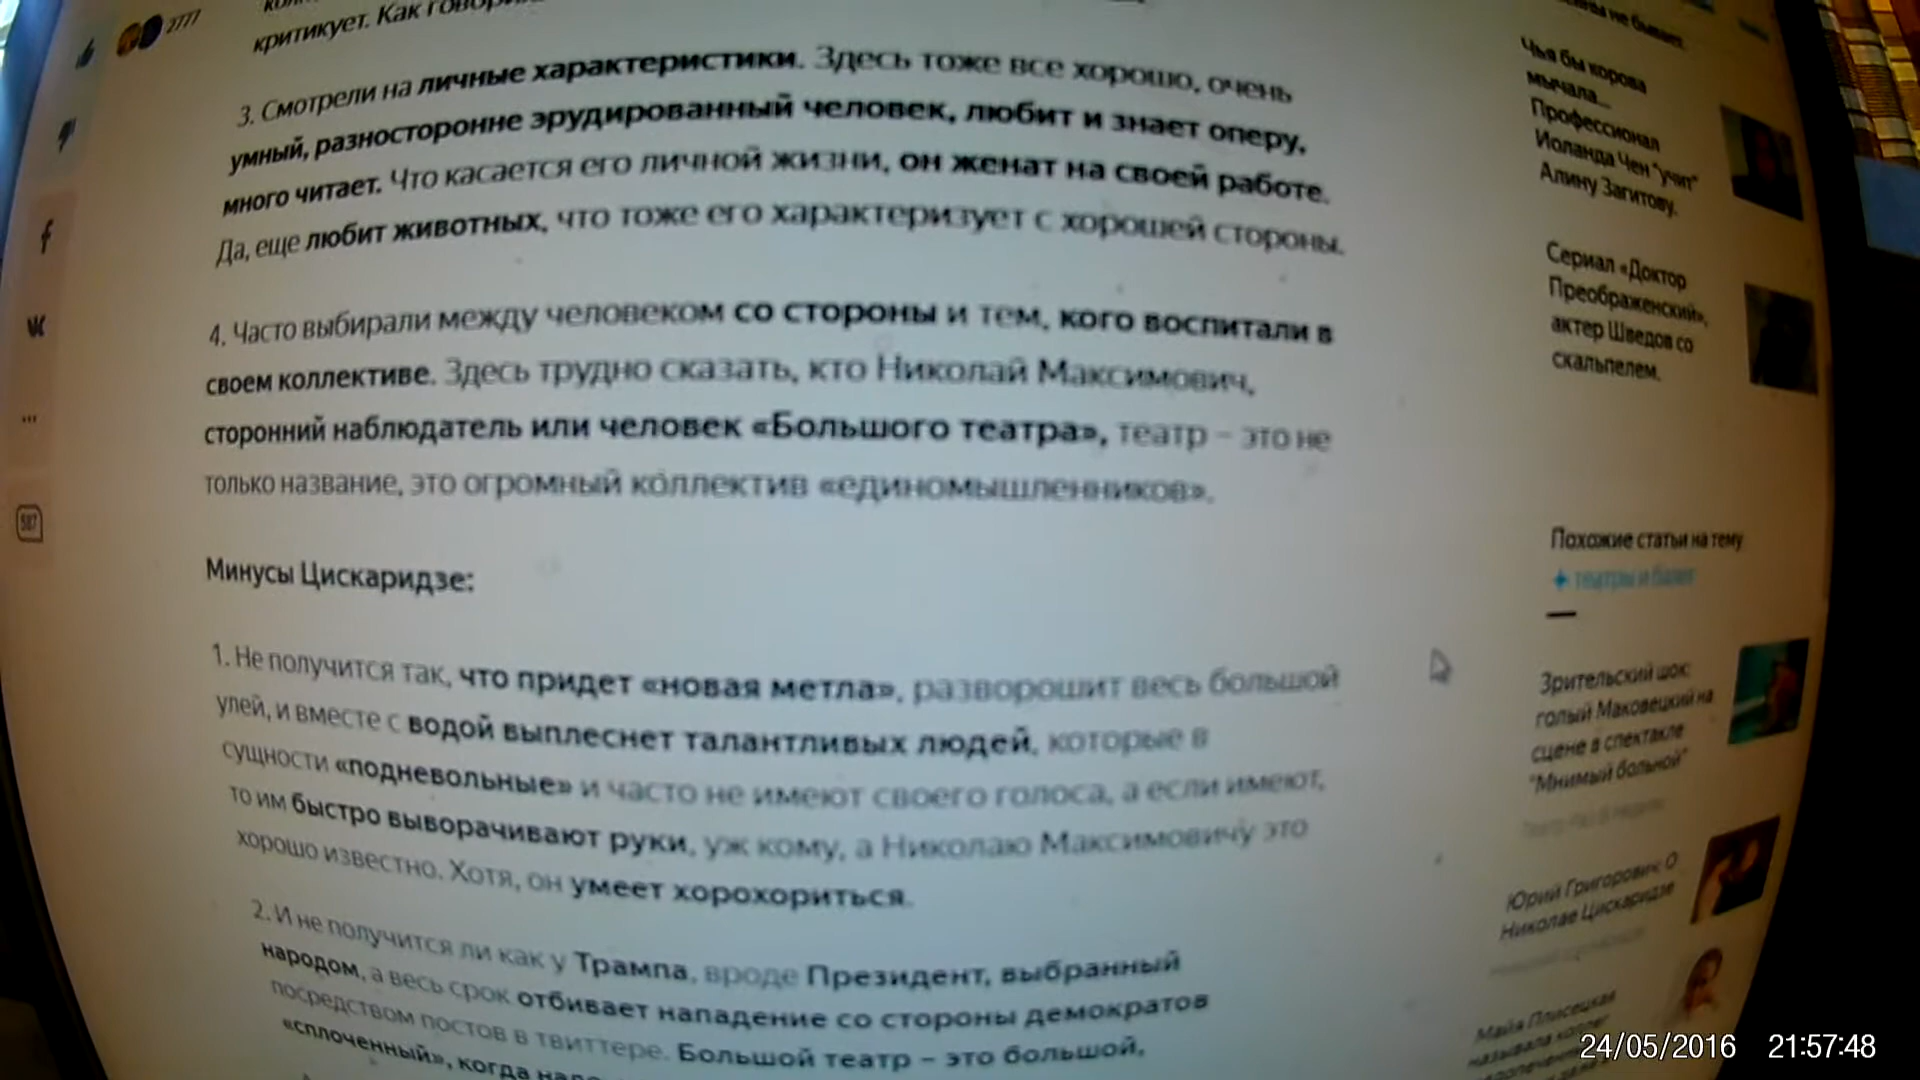 2777
критикует. Как
3. Смотрели на личные характеристики. Здесь тоже все хорошо, очень
умный, разносторонне эрудированный человек, любит и знает оперу,
много читает. Что касается его личной жизни, он женат на своей работе.
Да, еще любит животных, что тоже его характеризует с хорошей стороны.
4. Часто выбирали между человеком со стороны и тем, кого воспитали в
своем коллективе. Здесь трудно сказать, кто Николай Максимович,
сторонний наблюдатель или человек «Большого театра», театр – это не
только название, это огромный коллектив «единомышленников».
Минусы Цискаридзе:
1. Не получится так, что придет «новая метла», разворошит весь большой
улей, и вместе с водой выплеснет талантливых людей, которые в
сущности «подневольные» и часто не имеют своего голоса, а если имеют,
то им быстро выворачивают руки, уж кому, а Николаю Максимовичу это
хорошо известно. Хотя, он умеет хорохориться.
2. И не получится ли как у Трампа, вроде Президент, выбранный
народом, а весь срок отбивает нападение со стороны демократов
посредством постов в твиттере. Большой театр – это большой,
«сплоченный», когда
587
не бывает.
Чья бы корова
мычала...
Профессионал
Иоланда Чен "учит"
Алину Загитову.
Сериал «Доктор
Преображенский»,
актер Шведов со
скальпелем.
Похожие статьи на тему
театры и балет
Зрительский шок:
голый Маковецкий на
сцене в спектакле
"Мнимый больной"
Юрий Григорович: О
Николае Цискаридзе
Майя Плисецкая
называла
24/05/2016 21:57:48